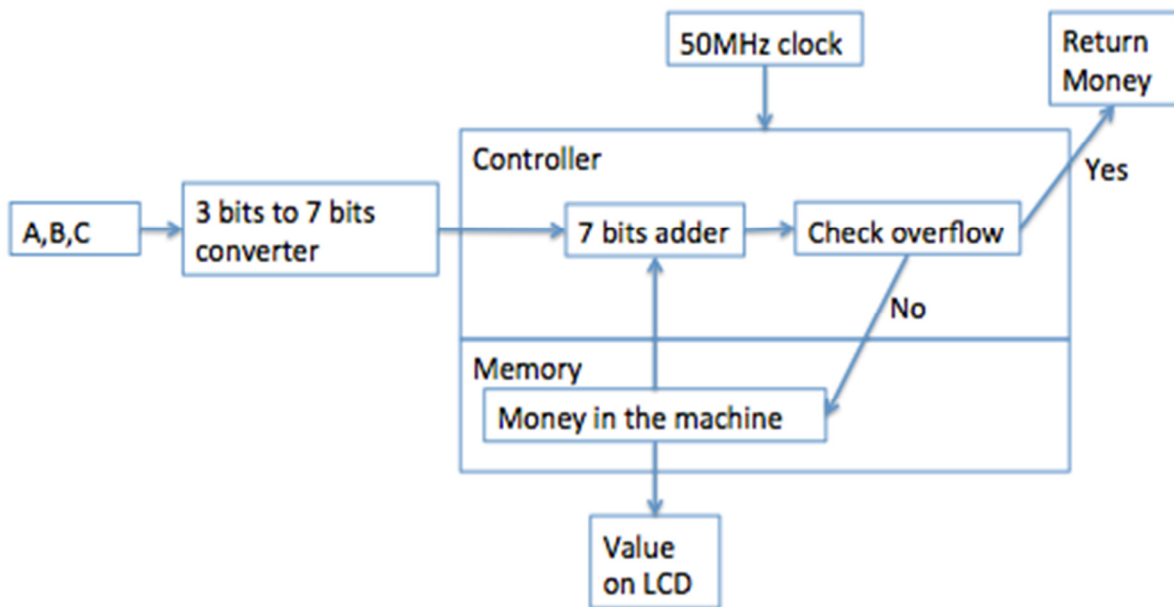 50MHz clock
Return
Money
Controller
Yes
A,B,C
3 bits to 7 bits
converter
7 bits adder
Check overflow
No
Memory
Money in the machine
Value
on LCD